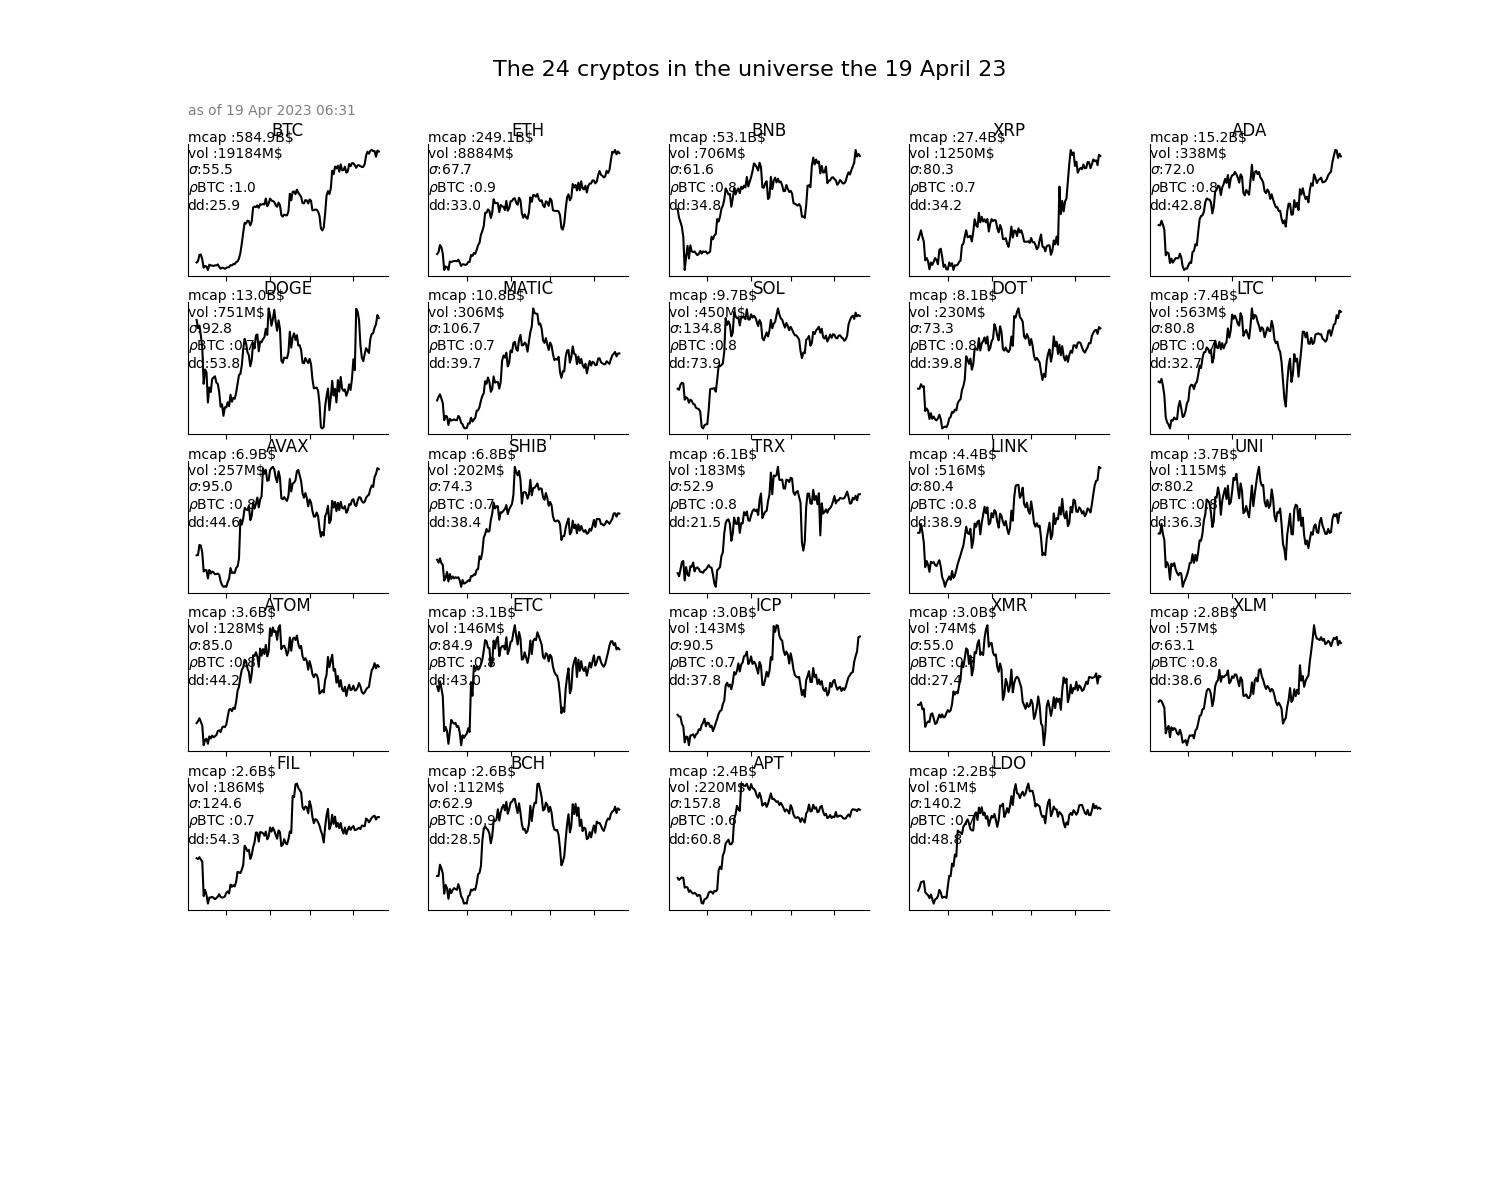 The 24 cryptos in the universe the 19 April 23
as of 19 Apr 2023 06:31
BTC
mcap :584.9B$
vol :19184M$
σ:55.5
ρBTC :1.0
dd:25.9
ETH
mcap :249.1B$
vol :8884M$
σ:67.7
ρBTC :0.9
dd:33.0
BNB
mcap :53.1B$
vol :706M$
σ:61.6
ρBTC :0.8
dd:34.8
XRP
mcap :27.4B$
vol :1250M$
σ:80.3
ρBTC :0.7
dd:34.2
ADA
mcap :15.2B$
vol :338M$
σ:72.0
ρBTC :0.8
dd:42.8
DOGE
mcap :13.0B$
vol :751M$
σ:92.8
ρBTC :0.7
dd:53.8
MATIC
mcap :10.8B$
vol :306M$
σ:106.7
ρBTC :0.7
dd:39.7
SOL
mcap :9.7B$
vol :450M$
σ:134.8
ρBTC :0.8
dd:73.9
DOT
mcap :8.1B$
vol :230M$
σ:73.3
ρBTC :0.8
dd:39.8
LTC
mcap :7.4B$
vol :563M$
σ:80.8
ρBTC :0.7
dd:32.7
AVAX
mcap :6.9B$
vol :257M$
σ:95.0
ρBTC :0.8
dd:44.6
SHIB
mcap :6.8B$
vol :202M$
σ:74.3
ρBTC :0.7
dd:38.4
TRX
mcap :6.1B$
vol :183M$
σ:52.9
ρBTC :0.8
dd:21.5
LINK
mcap :4.4B$
vol :516M$
σ:80.4
ρBTC :0.8
dd:38.9
UNI
mcap :3.7B$
vol :115M$
σ:80.2
ρBTC :0.8
dd:36.3
ATOM
mcap :3.6B$
vol :128M$
σ:85.0
ρBTC :0.8
dd:44.2
ETC
mcap :3.1B$
vol :146M$
σ:84.9
ρBTC :0.8
dd:43.0
ICP
mcap :3.0B$
vol :143M$
σ:90.5
ρBTC :0.7
dd:37.8
XMR
mcap :3.0B$
vol :74M$
σ:55.0
ρBTC
dd:27.4
XLM
mcap :2.8B$
vol :57M$
σ:63.1
ρBTC :0.8
dd:38.6
FIL
mcap :2.6B$
vol :186M$
σ:124.6
ρBTC :0.7
dd:54.3
BCH
mcap :2.6B$
vol :112M$
σ:62.9
ρBTC :0.9
dd:28.5
APT
mcap :2.4B$
vol :220M$
σ:157.8
ρBTC :0.6
dd:60.8
LDO
mcap :2.2B$
vol :61M$
σ:140.2
ρBTC :0.7
dd:48.8